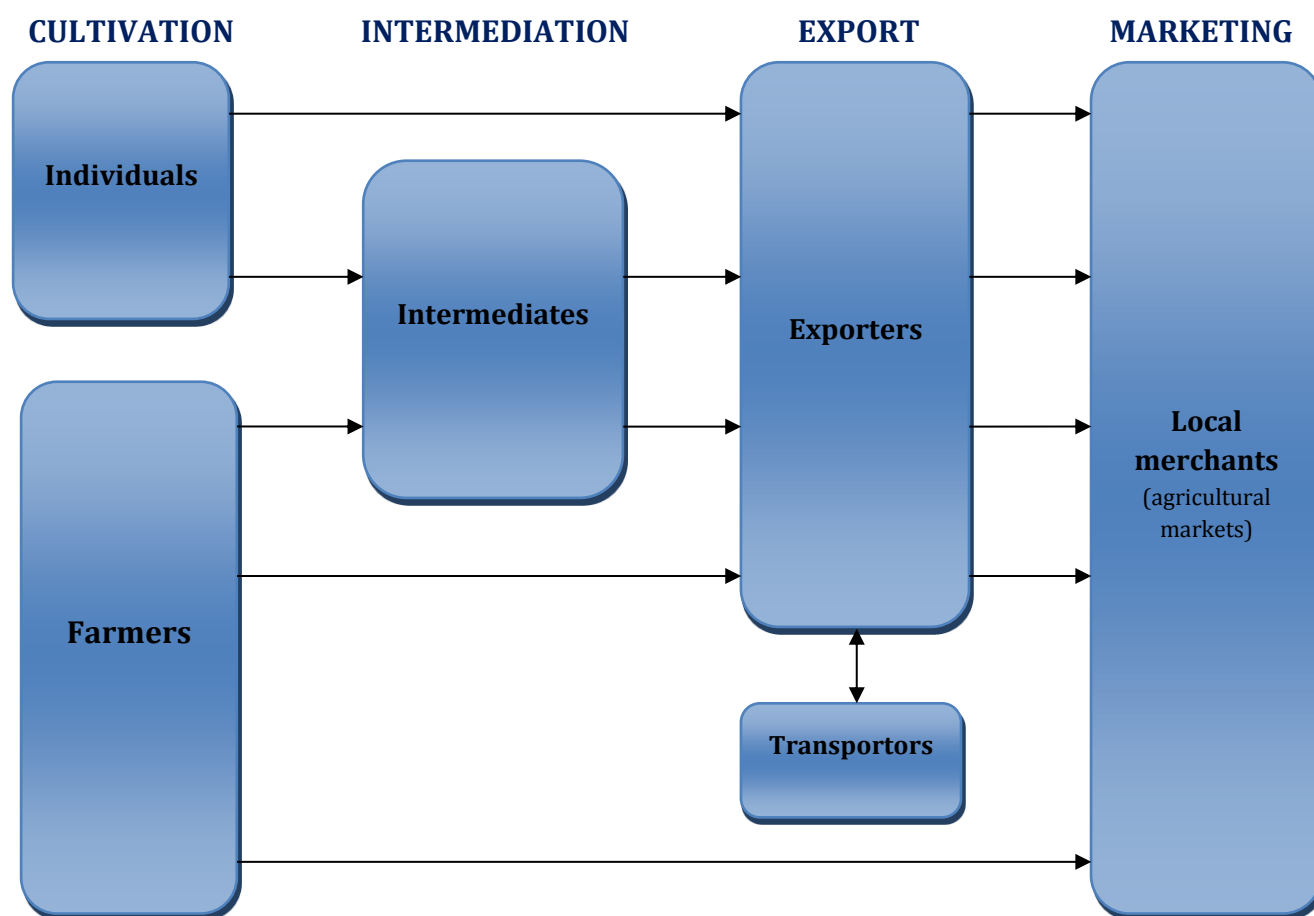 CULTIVATION
INTERMEDIATION
EXPORT
MARKETING
Individuals
Intermediates
Exporters
Local
merchants
(agricultural
markets)
Farmers
Transportors